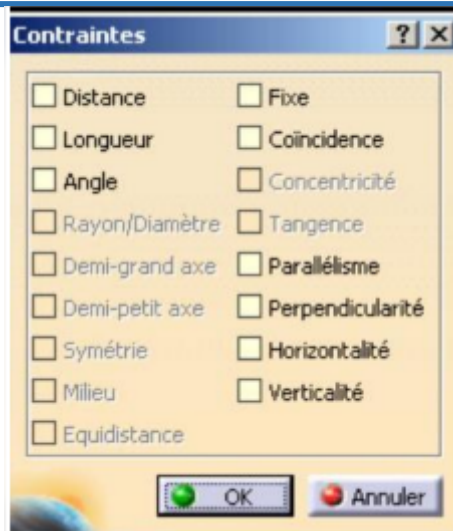 Contraintes
Distance
Fixe
Longueur
Coïncidence
Angle
Concentricité
Rayon/Diamètre
Tangence
Demi-grand axe
Parallélisme
Demi-petit axe
Perpendicularité
Symétrie
Horizontalité
Milieu
Verticalité
Equidistance
OK
Annuler